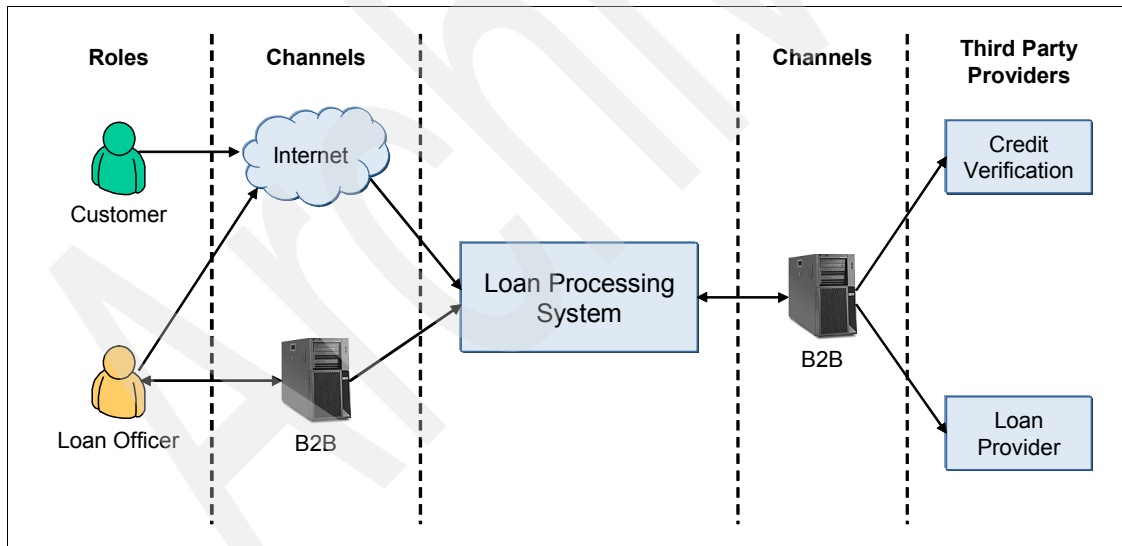 Roles
Channels
Channels
Third Party
Providers
Customer
Internet
Loan Officer
B2B
Loan Processing
System
B2B
Credit
Verification
Loan
Provider